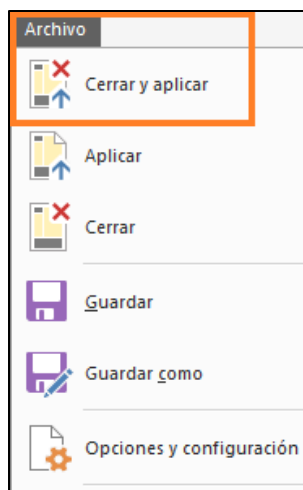 Archivo
Cerrar y aplicar
Aplicar
Cerrar
Guardar
Guardar como
Opciones y configuración